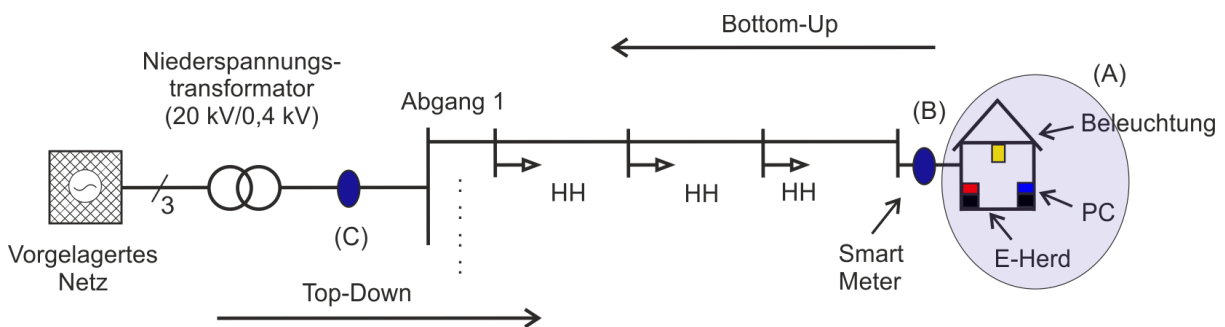 Bottom-Up
Niederspannungs-
transformator
(20 kV/0,4 kV)
Abgang 1
(A)
(B)
Beleuchtung
3
HH
HH
HH
(C)
PC
Vorgelagertes
Netz
Smart
Meter
E-Herd
Top-Down